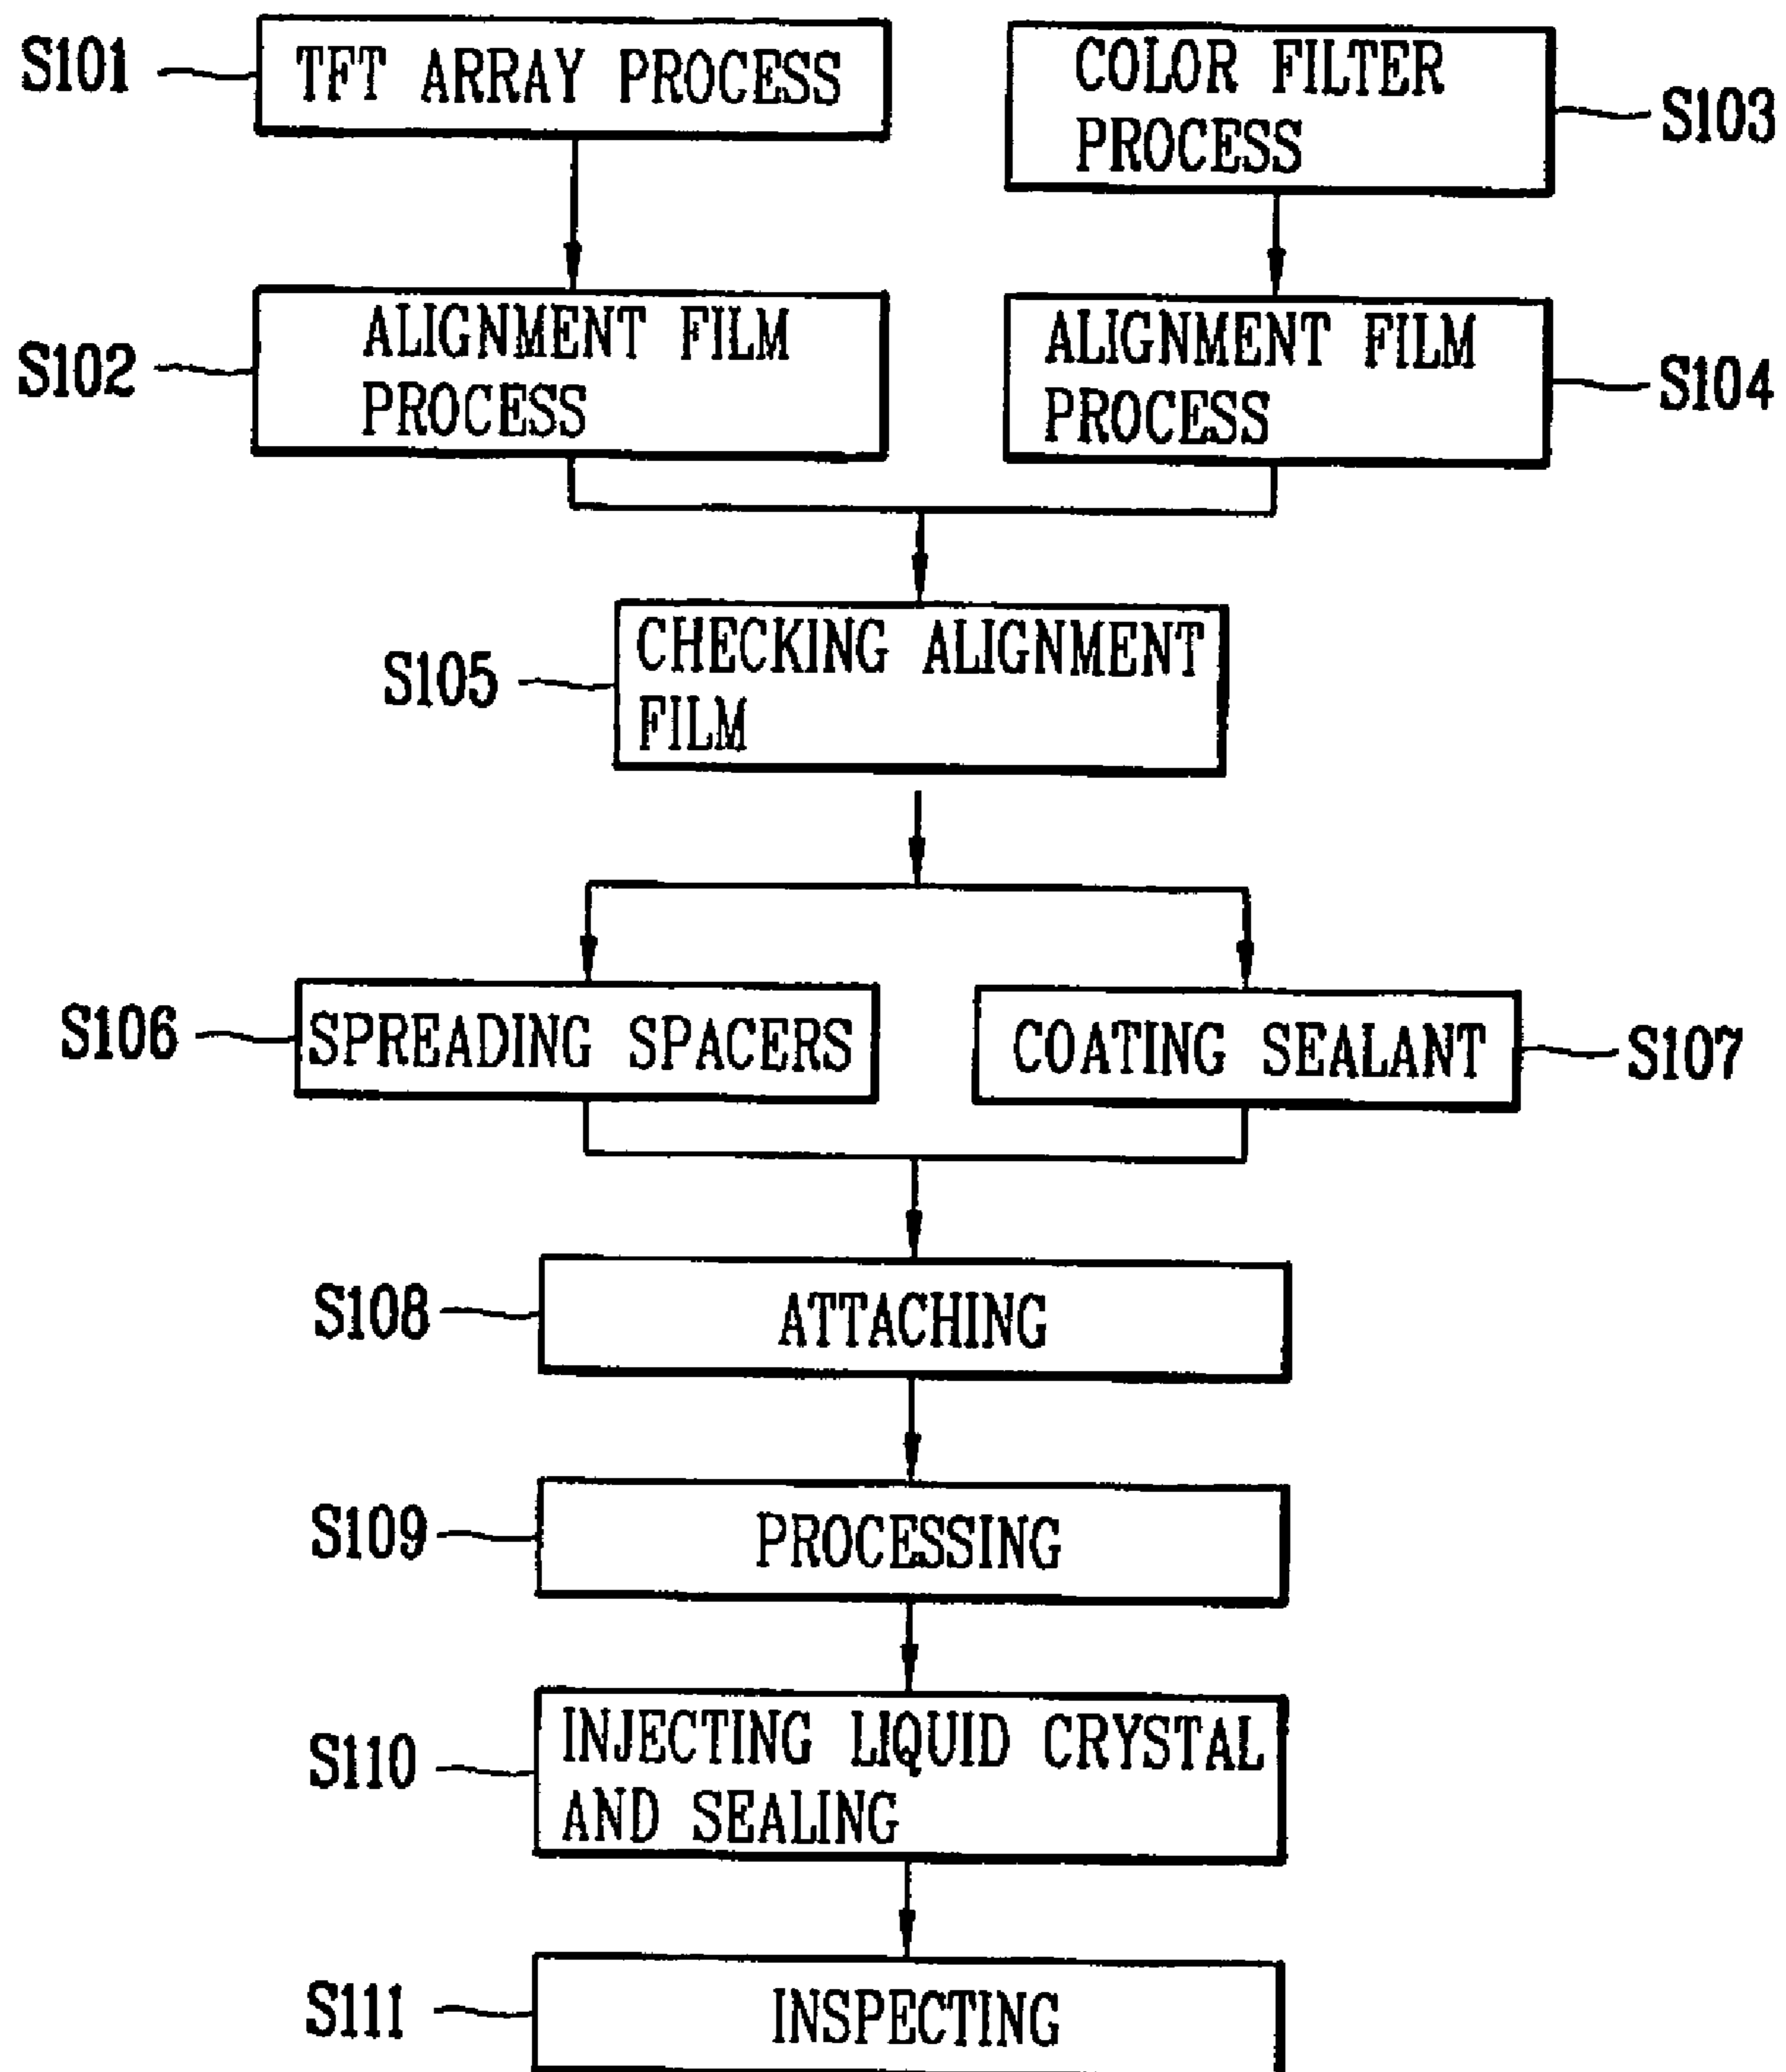 S101
TFT ARRAY PROCESS
COLOR FILTER
PROCESS
S103
S102
ALIGNMENT FILM
PROCESS
ALIGNMENT FILM
PROCESS
S104
S105
CHECKING ALIGNMENT
FILM
S106
SPREADING SPACERS
COATING SEALANT
S107
S108
ATTACHING
S109
PROCESSING
S110
INJECTING LIQUID CRYSTAL
AND SEALING
S111
INSPECTING